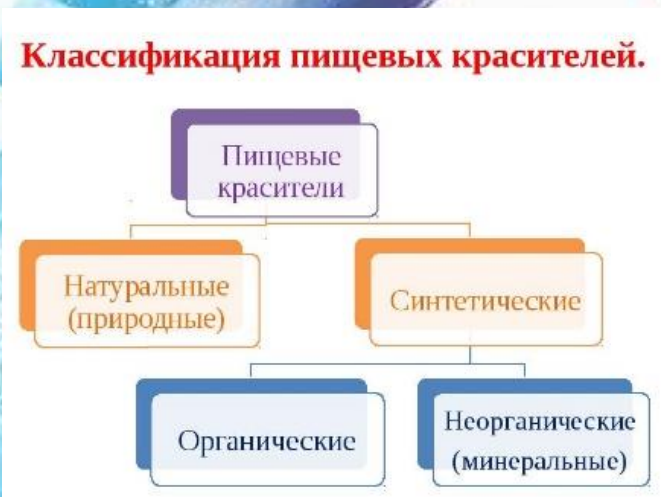 Классификация пищевых красителей.
Пищевые
красители
Натуральные
(природные)
Синтетические
Органические
Неорганические
(минеральные)